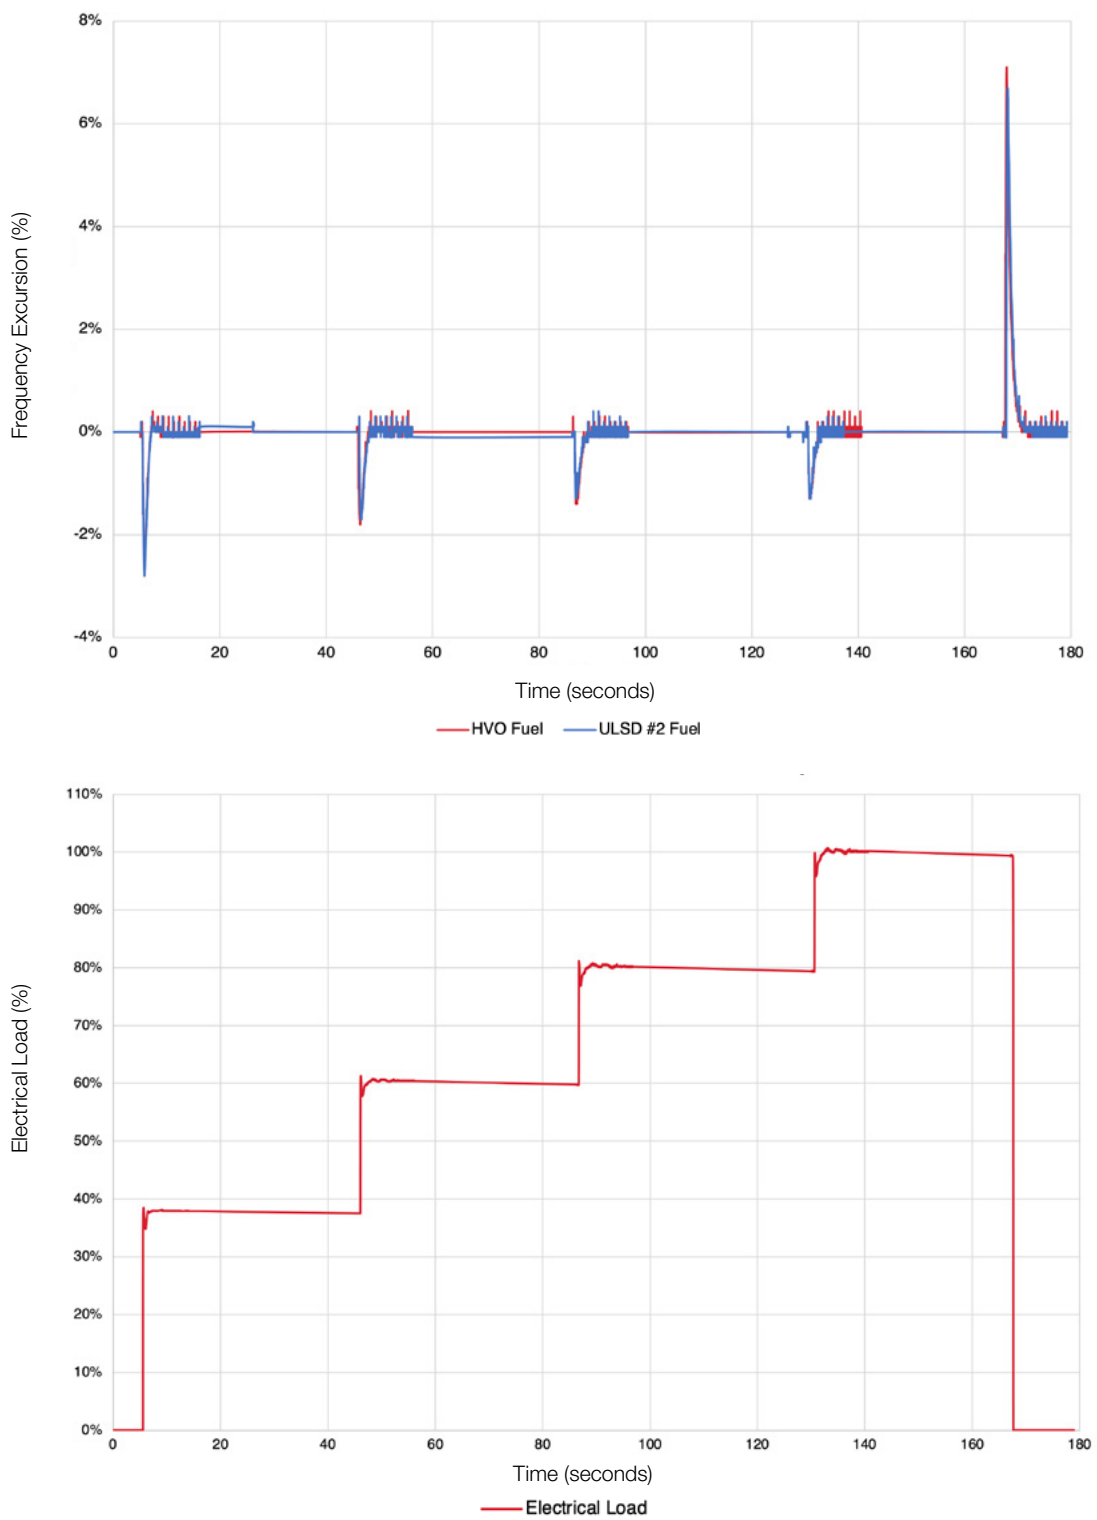 8%
6%
4%
2%
0%
-2%
-4%
Frequency Excursion (%)
0 20 40 60 80 100 120 140 160 180
Time (seconds)
HVO Fuel ULSD #2 Fuel
110%
100%
90%
80%
70%
60%
50%
40%
30%
20%
10%
0%
Electrical Load (%)
0 20 40 60 80 100 120 140 160 180
Time (seconds)
Electrical Load